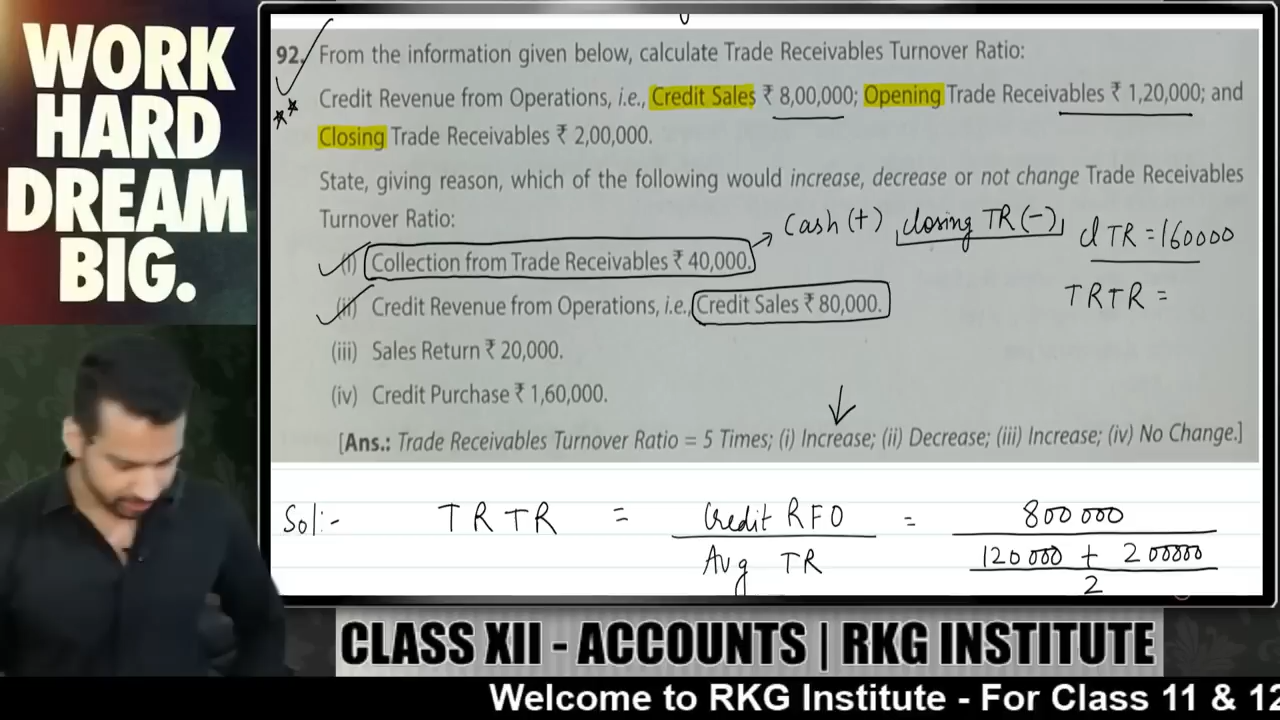 WORK
HARD
DREAM
BIG.
92. From the information given below, calculate Trade Receivables Turnover Ratio:
Credit Revenue from Operations, i.e., Credit Sales ₹ 8,00,000; Opening Trade Receivables ₹ 1,20,000; and
Closing Trade Receivables ₹ 2,00,000.
State, giving reason, which of the following would increase, decrease or not change Trade Receivables
Turnover Ratio:
(i) Collection from Trade Receivables ₹ 40,000.
Cash (+) closing TR (-)
cl TR = 160000
(ii) Credit Revenue from Operations, i.e., Credit Sales ₹ 80,000.
TRTR =
(iii) Sales Return ₹ 20,000.
(iv) Credit Purchase ₹ 1,60,000.
[Ans.: Trade Receivables Turnover Ratio = 5 Times; (i) Increase; (ii) Decrease; (iii) Increase; (iv) No Change.]
Sol:- TRTR = Credit RFO = 800000
Avg TR 120000 + 200000
2
CLASS XII - ACCOUNTS | RKG INSTITUTE
Welcome to RKG Institute - For Class 11 & 12